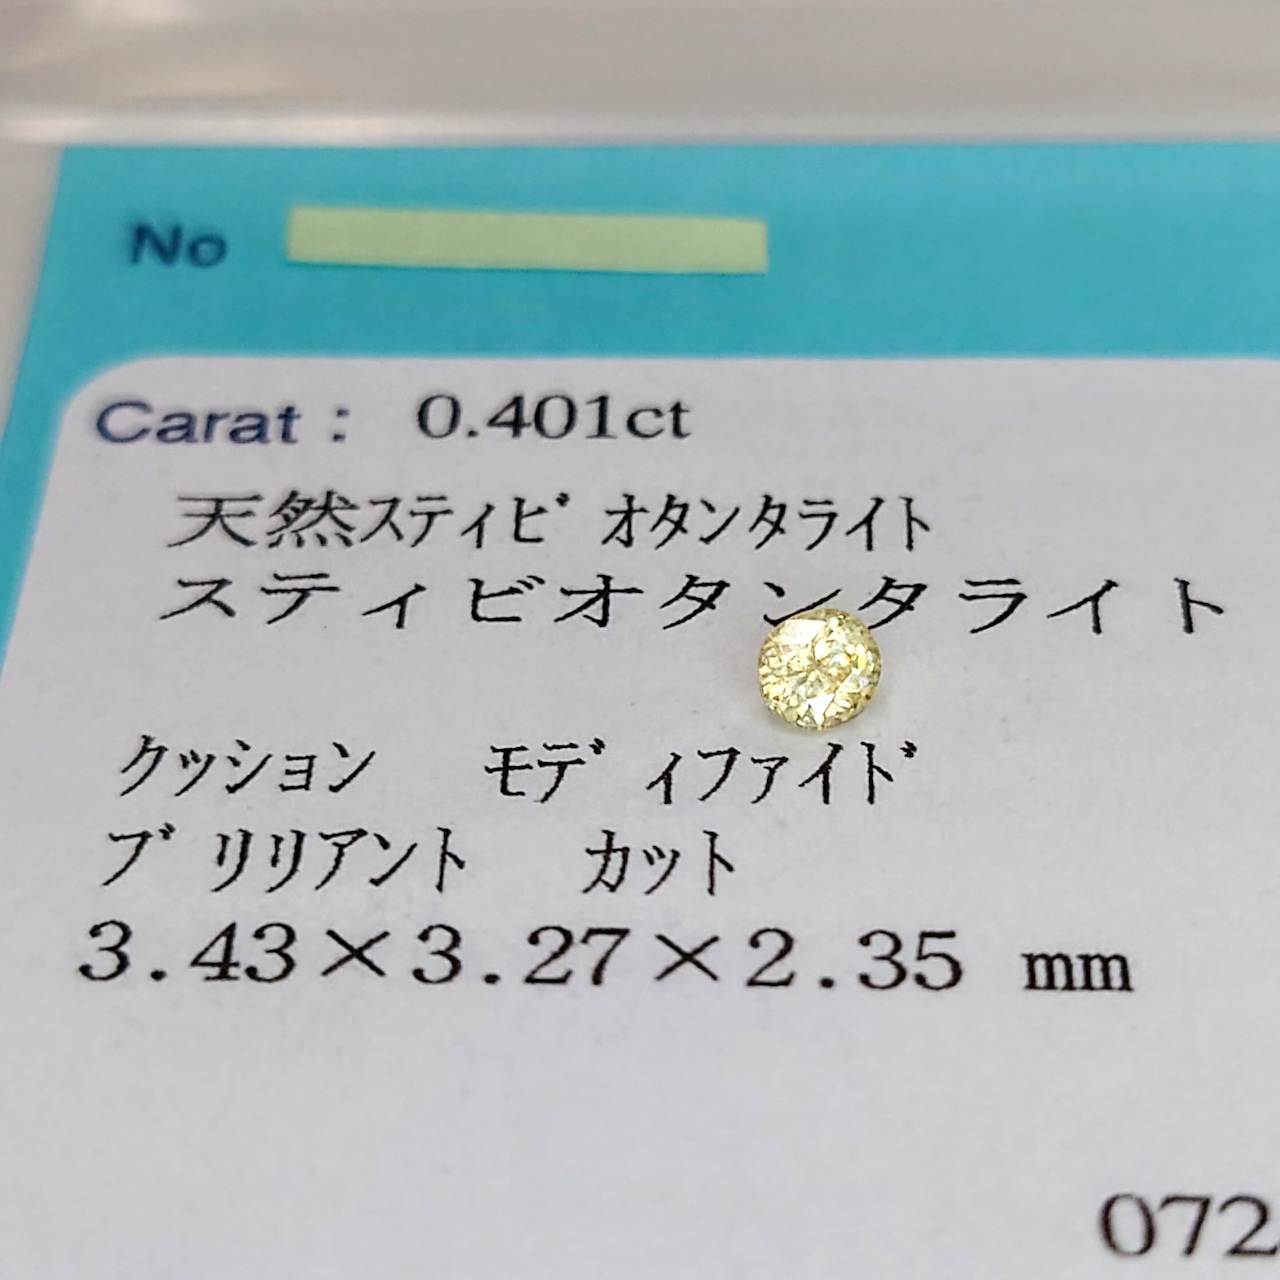 No
Carat : 0.401ct
天然ｽﾃｨﾋﾞｵﾀﾝﾀﾗｲﾄ
スティビオタンタライト
ｸｯｼｮﾝ ﾓﾃﾞｨﾌｧｲﾄﾞ
ﾌﾞﾘﾘｱﾝﾄ ｶｯﾄ
3.43×3.27×2.35 mm
072